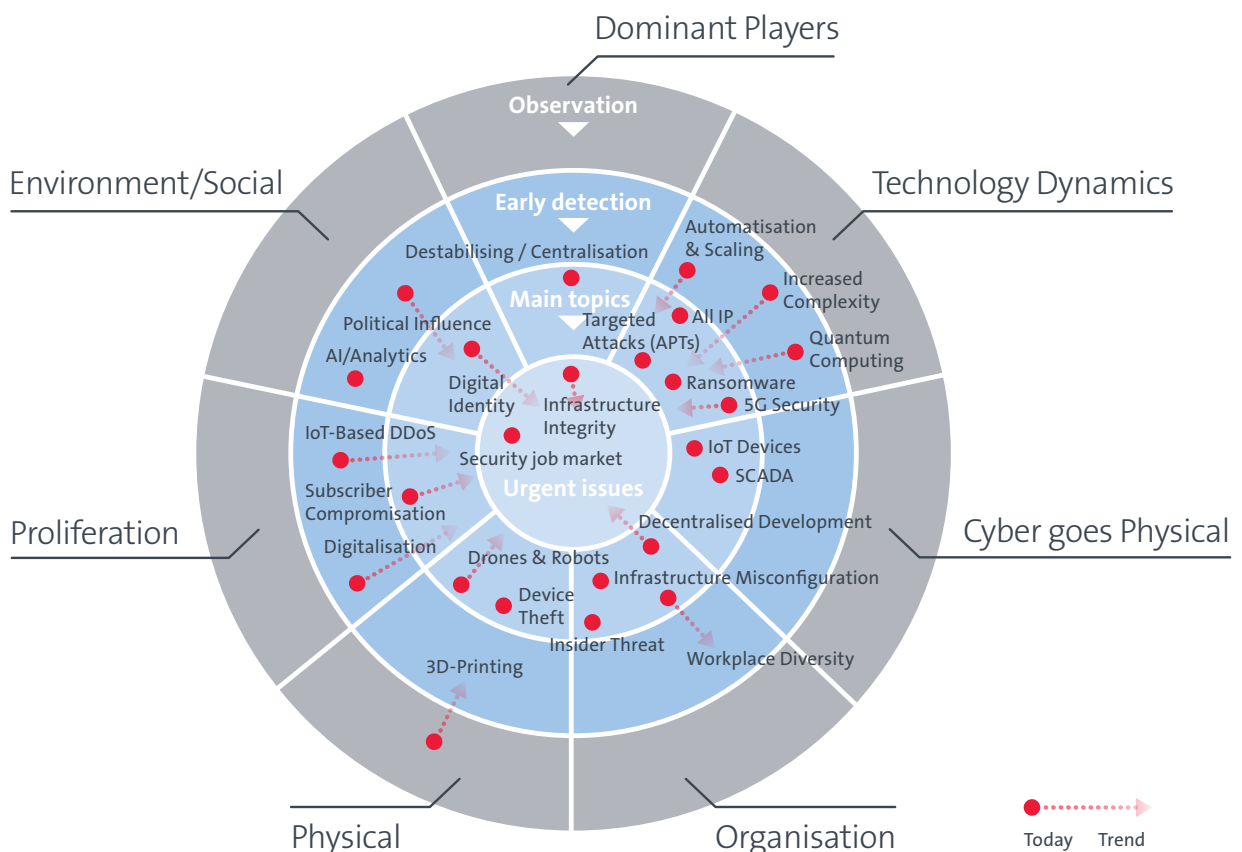 Dominant Players
Observation
Environment/Social
Technology Dynamics
Early detection
Automatisation
& Scaling
Destabilising / Centralisation
Increased
Complexity
Main topics
Political Influence
Targeted
Attacks (APTs)
All IP
Quantum
Computing
AI/Analytics
Digital
Identity
Ransomware
Infrastructure
Integrity
5G Security
IoT-Based DDoS
IoT Devices
Security job market
SCADA
Urgent issues
Subscriber
Compromisation
Decentralised Development
Proliferation
Cyber goes Physical
Digitalisation
Drones & Robots
Infrastructure Misconfiguration
Device
Theft
Insider Threat
Workplace Diversity
3D-Printing
Physical
Organisation
Today
Trend